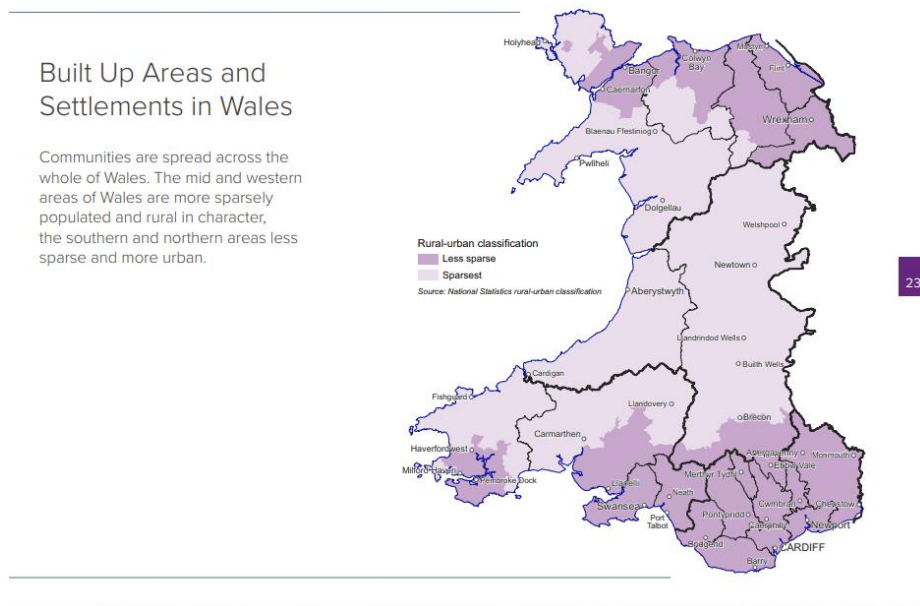 Built Up Areas and
Settlements in Wales
Communities are spread across the
whole of Wales. The mid and western
areas of Wales are more sparsely
populated and rural in character,
the southern and northern areas less
sparse and more urban.
Holyhead
Bangor
Caernarfon
Colwyn
Bay
Mostyn
Flint
Wrexham
Blaenau Ffestiniog
Pwllheli
Dolgellau
Welshpool
Rural-urban classification
Less sparse
Sparsest
Source: National Statistics rural-urban classification
Newtown
23
Aberystwyth
Llandrindod Wells
Builth Wells
Cardigan
Fishguard
Llandovery
Brecon
Carmarthen
Haverfordwest
Milford Haven
Pembroke Dock
Abergavenny
Monmouth
Merthyr Tydfil
Ebbw Vale
Llanelli
Neath
Swansea
Port
Talbot
Cwmbran
Chepstow
Pontypridd
Caerphilly
Newport
Bridgend
CARDIFF
Barry